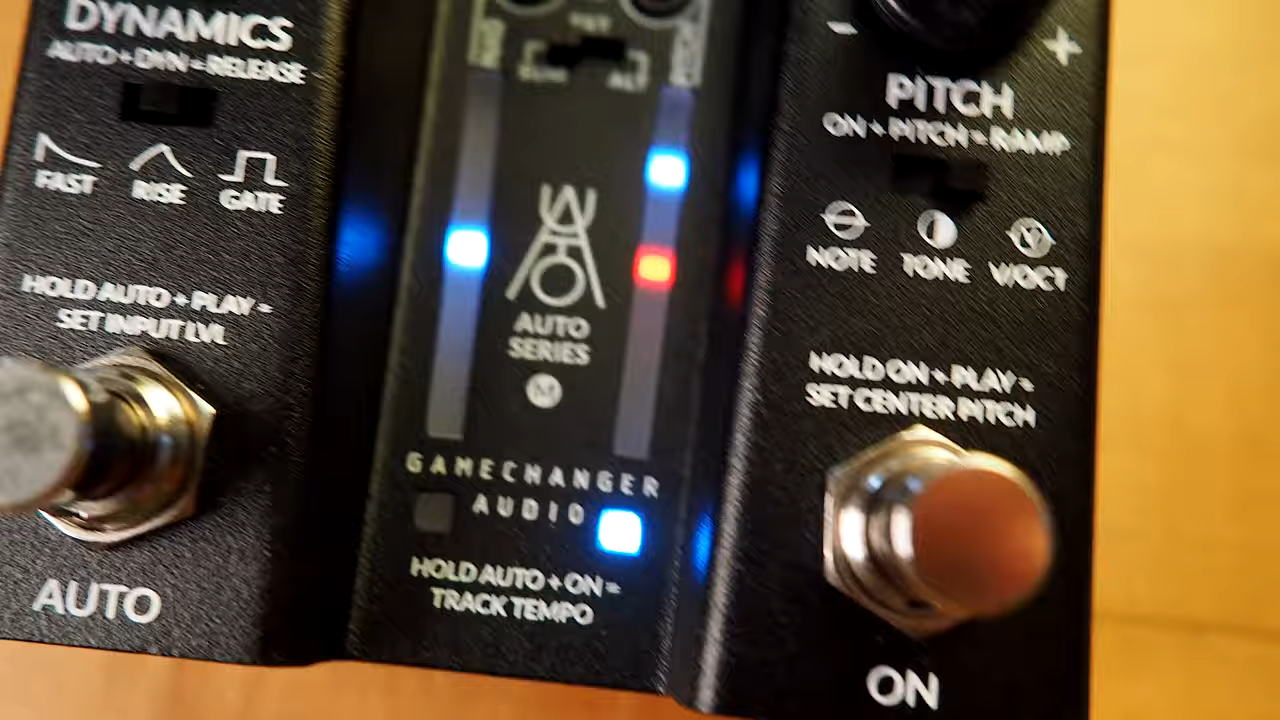 DYNAMICS
AUTO + DYN = RELEASE
FAST
RISE
GATE
HOLD AUTO + PLAY =
SET INPUT LVL
AUTO
ALT
AUTO
SERIES
M
GAMECHANGER
AUDIO
HOLD AUTO + ON =
TRACK TEMPO
- +
PITCH
ON + PITCH = RAMP
NOTE
TONE
V/OCT
HOLD ON + PLAY =
SET CENTER PITCH
ON